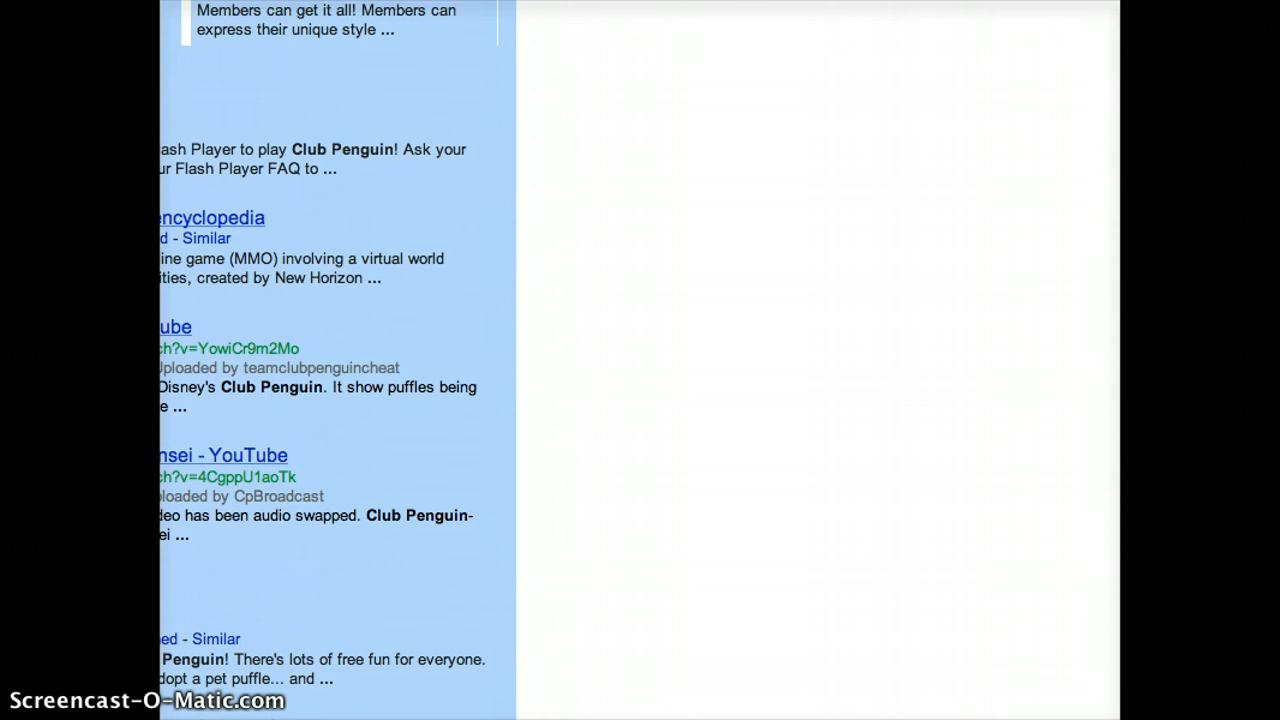 Members can get it all! Members can
express their unique style ...
ash Player to play Club Penguin! Ask your
ur Flash Player FAQ to ...
encyclopedia
d - Similar
ine game (MMO) involving a virtual world
ities, created by New Horizon ...
ube
ch?v=YowiCr9m2Mo
Uploaded by teamclubpenguincheat
Disney's Club Penguin. It show puffles being
e ...
nsei - YouTube
ch?v=4CgppU1aoTk
ploaded by CpBroadcast
deo has been audio swapped. Club Penguin-
ei ...
ned - Similar
Penguin! There's lots of free fun for everyone.
dopt a pet puffle... and ...
Screencast-O-Matic.com